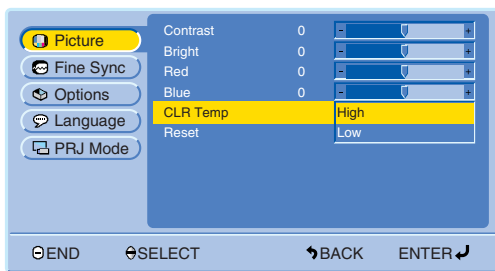 Picture
Fine Sync
Options
Language
PRJ Mode
Contrast 0 - +
Bright 0 - +
Red 0 - +
Blue 0 - +
CLR Temp High
Reset Low
END SELECT BACK ENTER